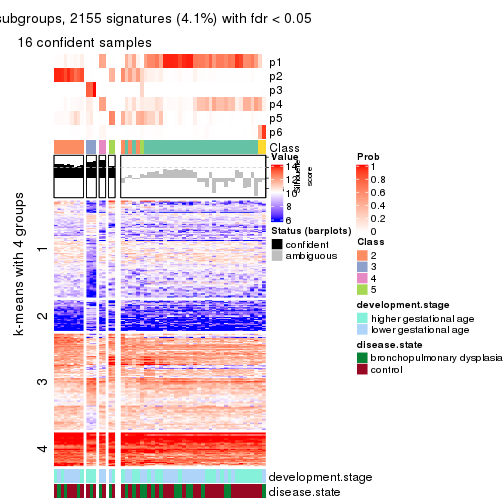 subgroups, 2155 signatures (4.1%) with fdr < 0.05
16 confident samples
p1
p2
p3
p4
p5
p6
Class
Silhouette
score
k-means with 4 groups
1
2
3
4
Value
14
12
10
8
6
Status (barplots)
confident
ambiguous
Prob
1
0.8
0.6
0.4
0.2
0
Class
2
3
4
5
development.stage
higher gestational age
lower gestational age
disease.state
bronchopulmonary dysplasia
control
development.stage
disease.state